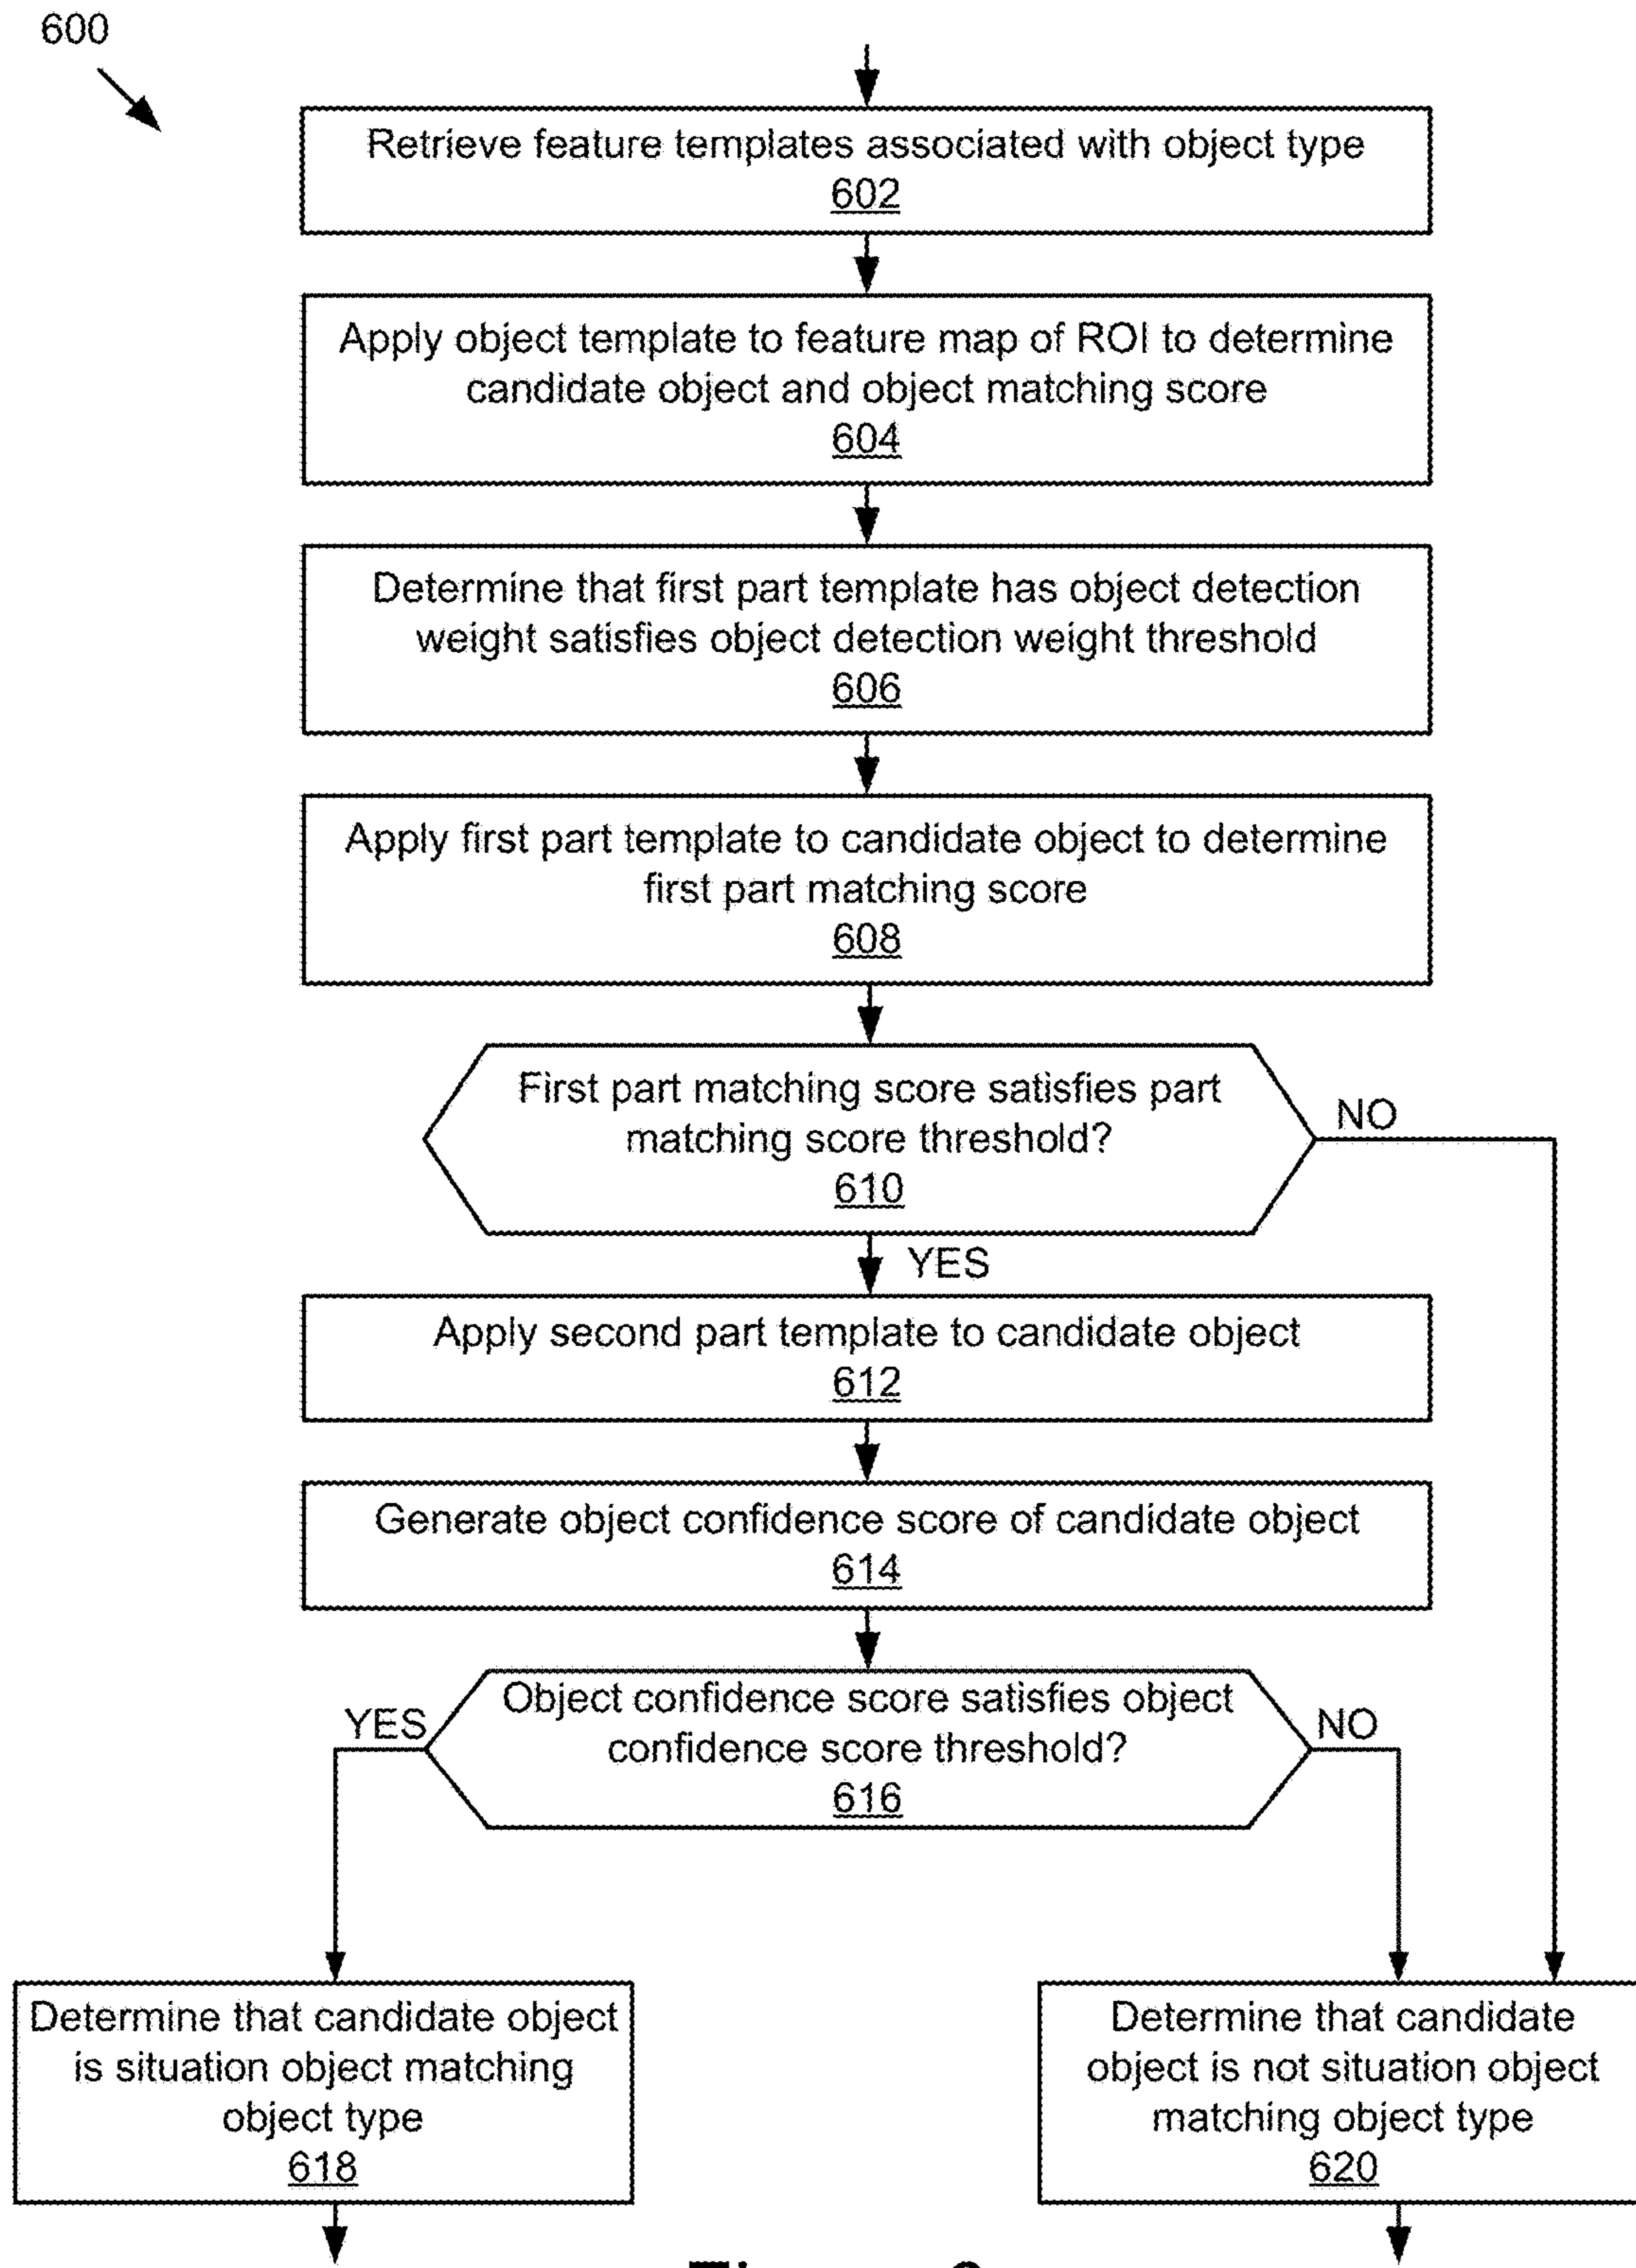 600
Retrieve feature templates associated with object type
602
Apply object template to feature map of ROI to determine
candidate object and object matching score
604
Determine that first part template has object detection
weight satisfies object detection weight threshold
606
Apply first part template to candidate object to determine
first part matching score
608
First part matching score satisfies part
matching score threshold?
610
NO
YES
Apply second part template to candidate object
612
Generate object confidence score of candidate object
614
Object confidence score satisfies object
confidence score threshold?
616
YES
NO
Determine that candidate object
is situation object matching
object type
618
Determine that candidate
object is not situation object
matching object type
620